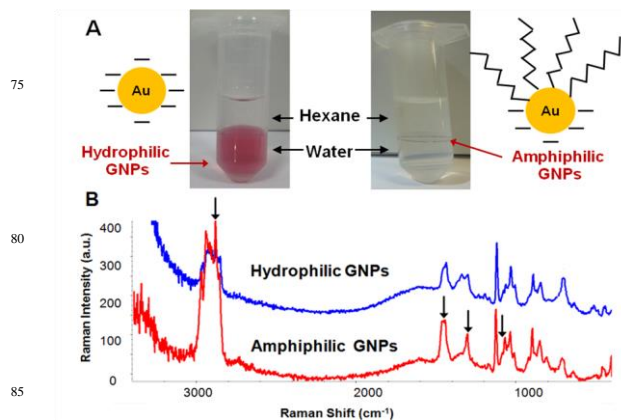 A
75
Au
Hexane
Water
Hydrophilic
GNPs
Au
Amphiphilic
GNPs
B
80
400
300
200
100
0
Raman Intensity (a.u.)
Hydrophilic GNPs
Amphiphilic GNPs
3000
2000
1000
85
Raman Shift (cm⁻¹)